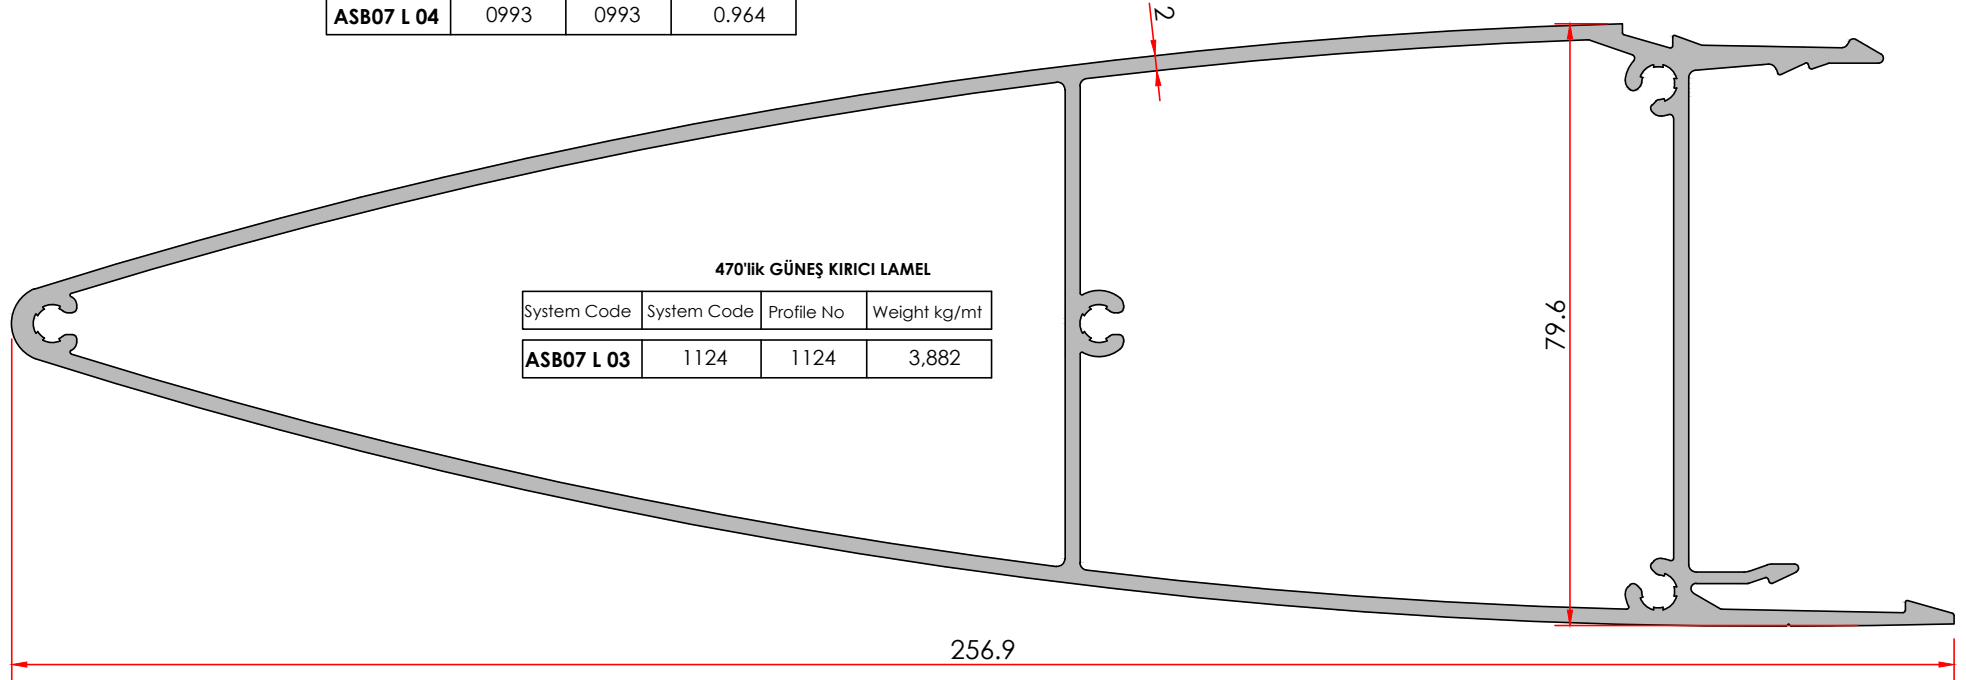 ASB07 L 04 0993 0993 0.964
2
470'lik GÜNEŞ KIRICI LAMEL
System Code System Code Profile No Weight kg/mt
ASB07 L 03 1124 1124 3,882
79.6
256.9